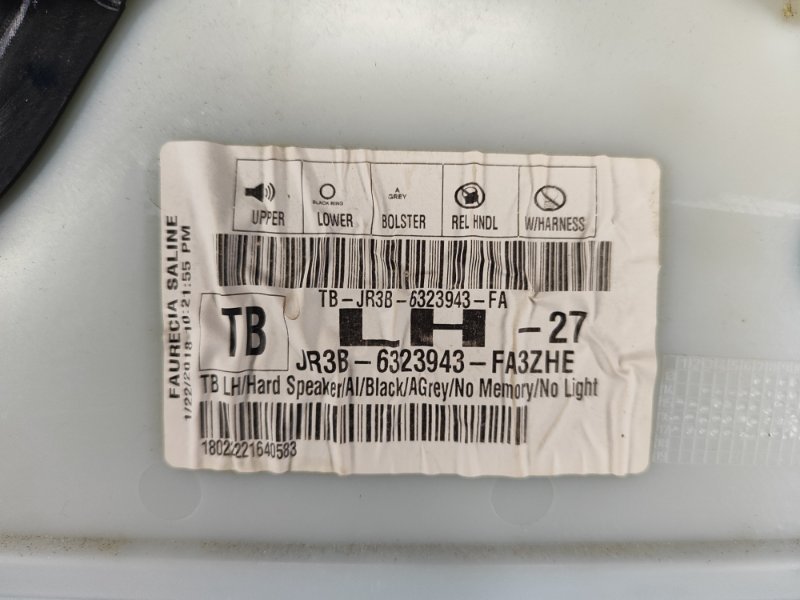 BLACK RING
A
GREY
UPPER LOWER BOLSTER REL HNDL W/HARNESS
FAURECIA SALINE
1/22/2018 10:21:55 PM
TB-JR3B-6323943-FA
TB LH -27
JR3B-6323943-FA3ZHE
TB LH/Hard Speaker/Al/Black/AGrey/No Memory/No Light
18022221640583